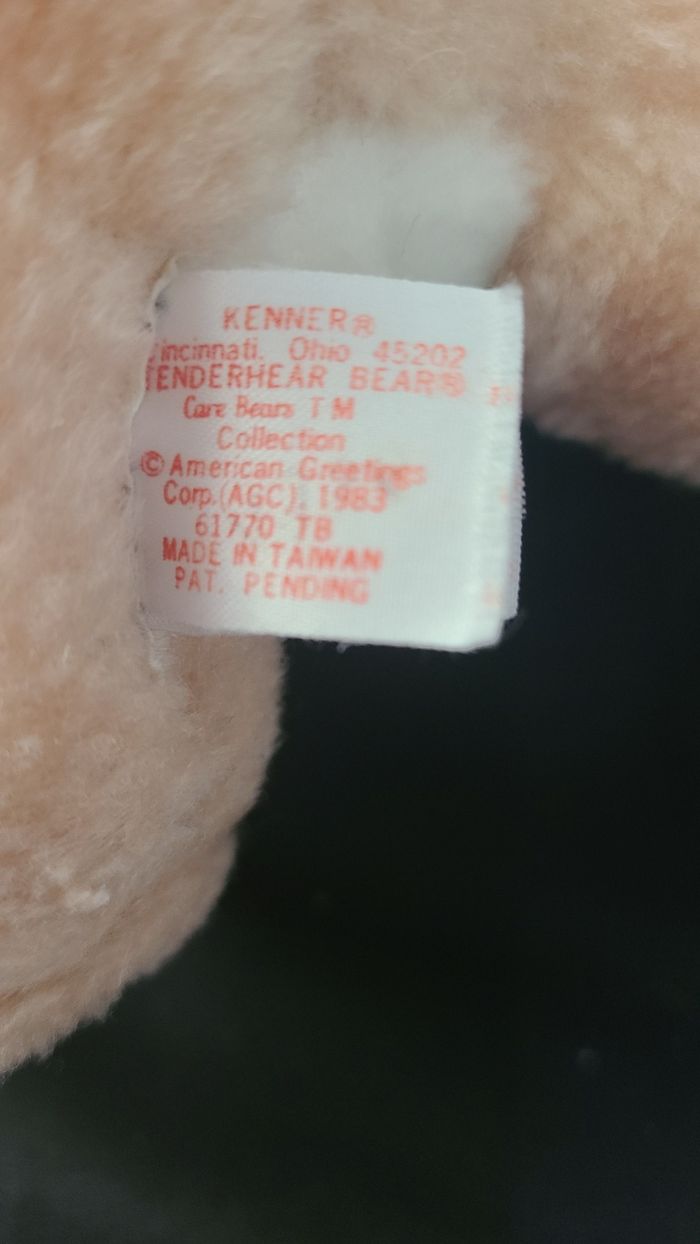 KENNER®
Cincinnati. Ohio 45202
TENDERHEAR BEAR®
Care Bears TM
Collection
© American Greetings
Corp.(AGC), 1983
61770 TB
MADE IN TAIWAN
PAT. PENDING